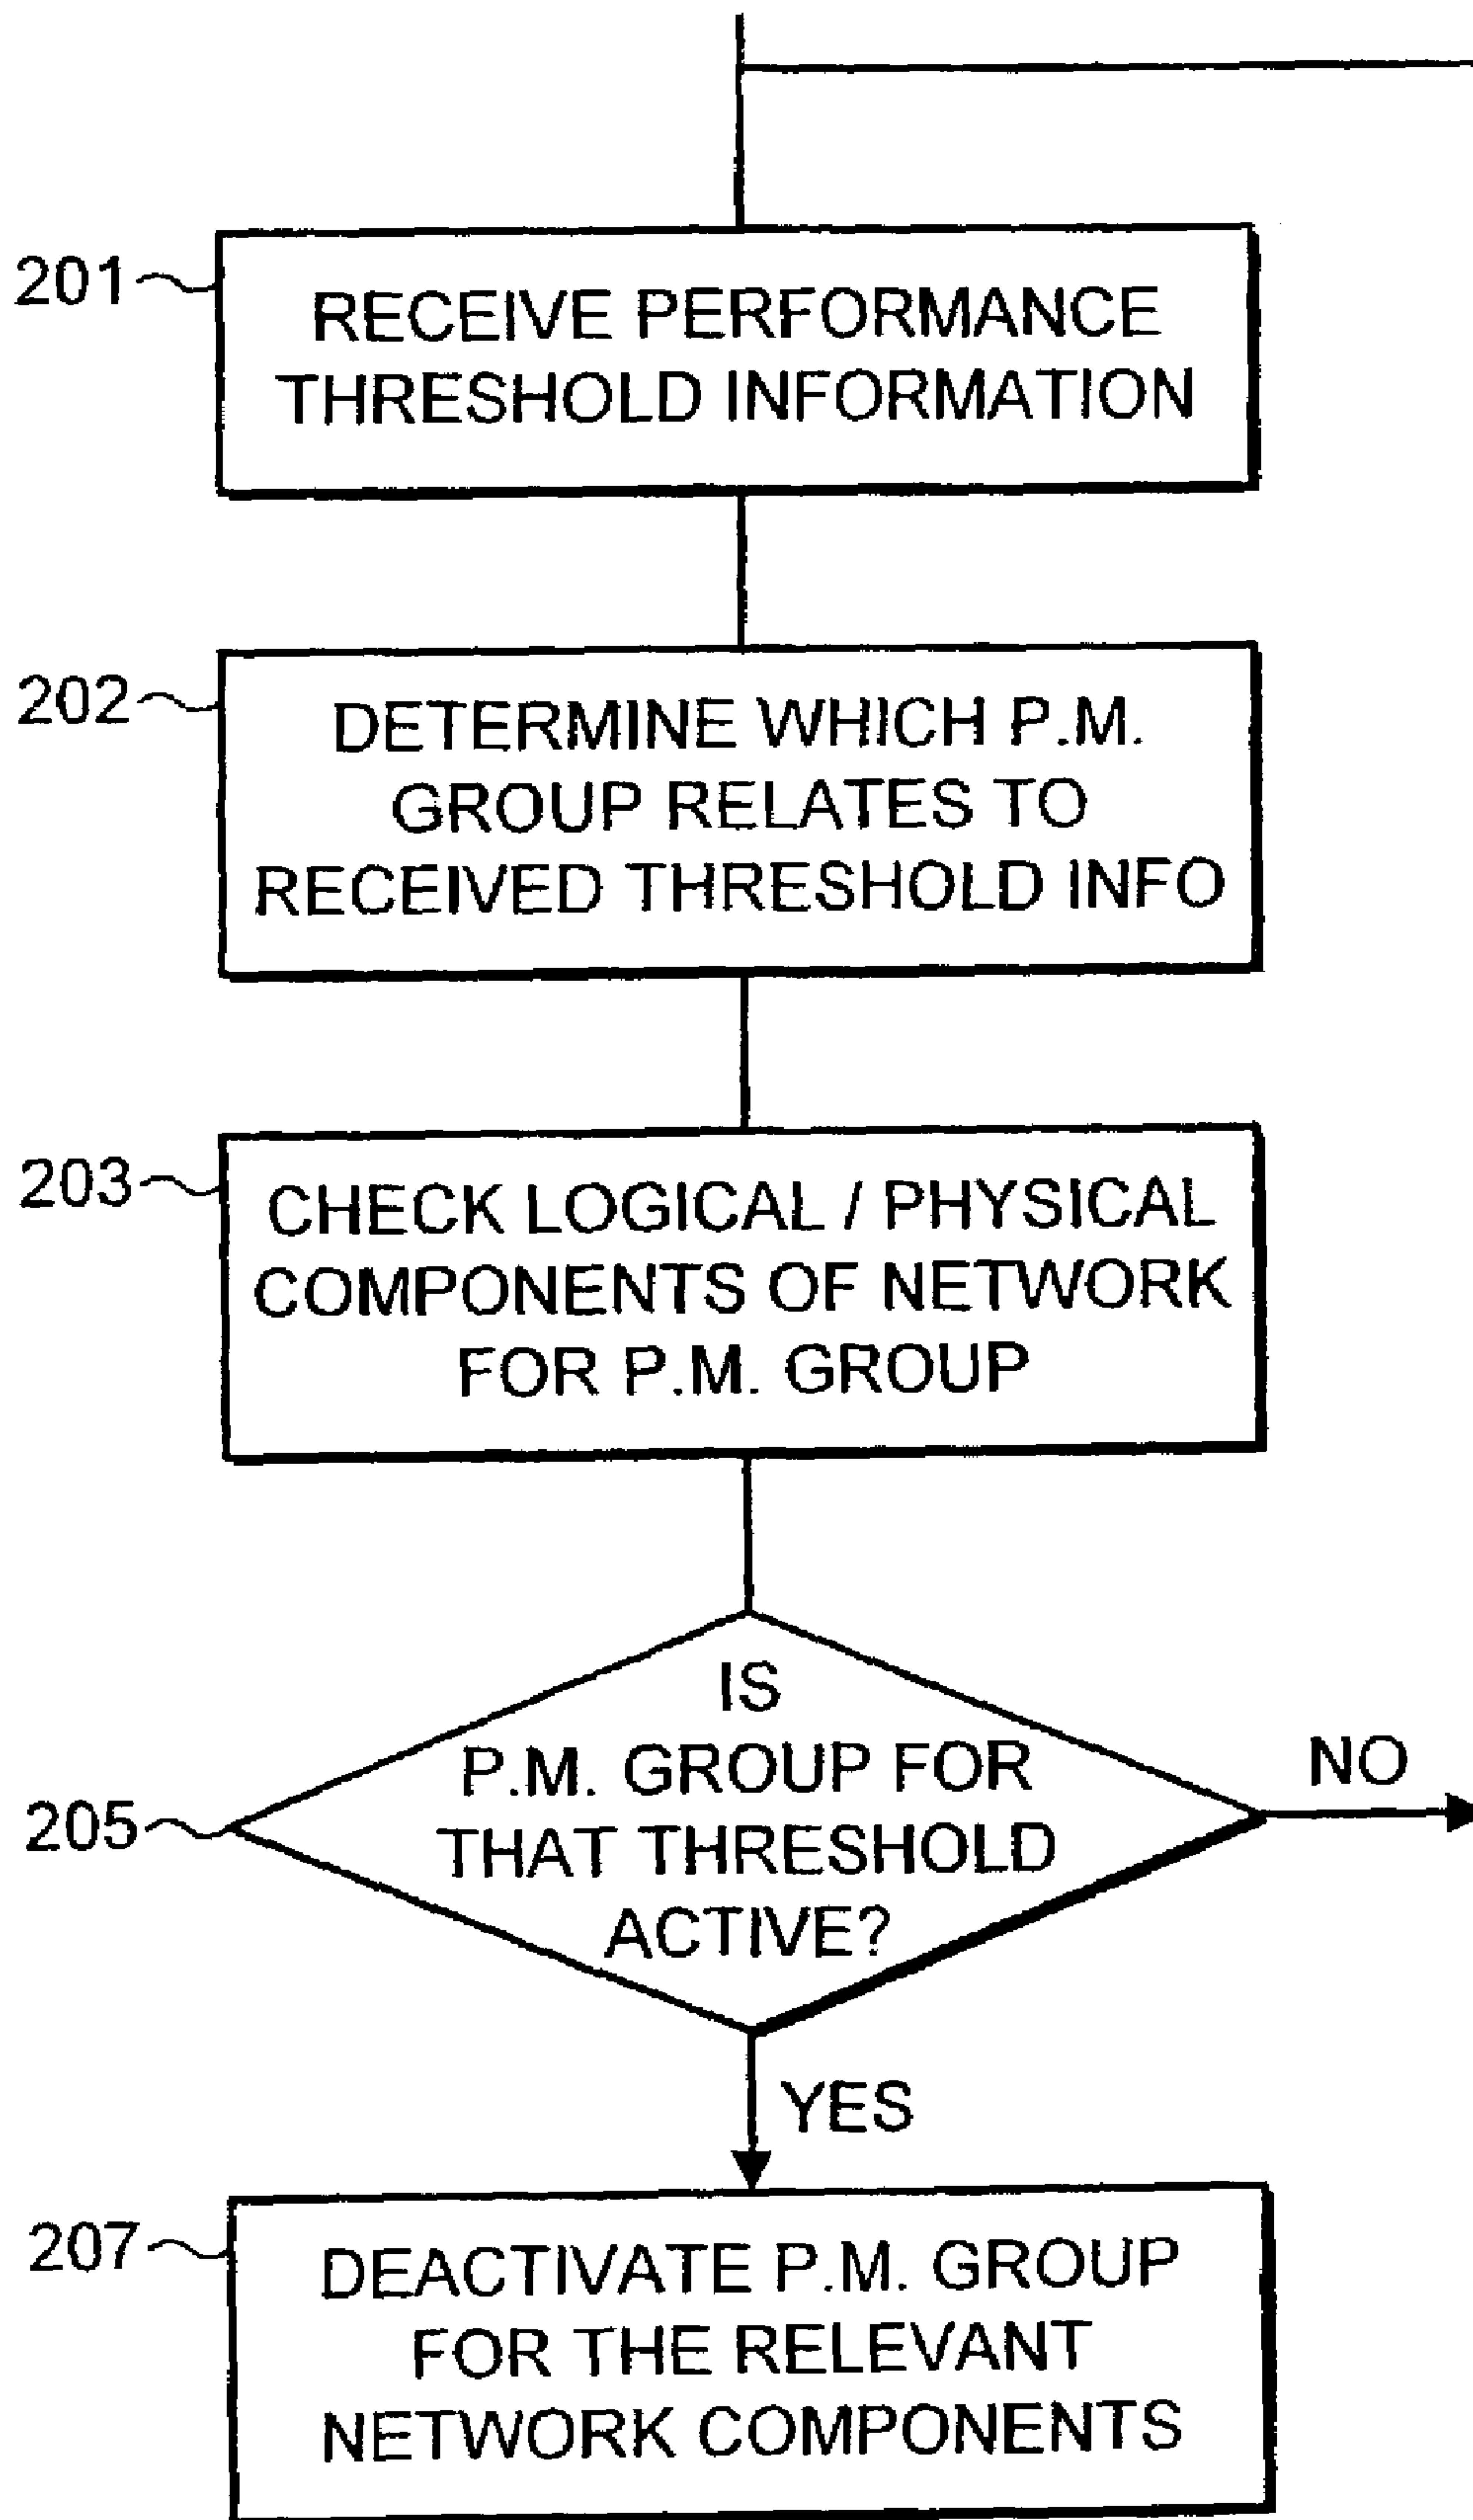 201
RECEIVE PERFORMANCE
THRESHOLD INFORMATION
202
DETERMINE WHICH P.M.
GROUP RELATES TO
RECEIVED THRESHOLD INFO
203
CHECK LOGICAL / PHYSICAL
COMPONENTS OF NETWORK
FOR P.M. GROUP
205
IS
P.M. GROUP FOR
THAT THRESHOLD
ACTIVE?
NO
YES
207
DEACTIVATE P.M. GROUP
FOR THE RELEVANT
NETWORK COMPONENTS